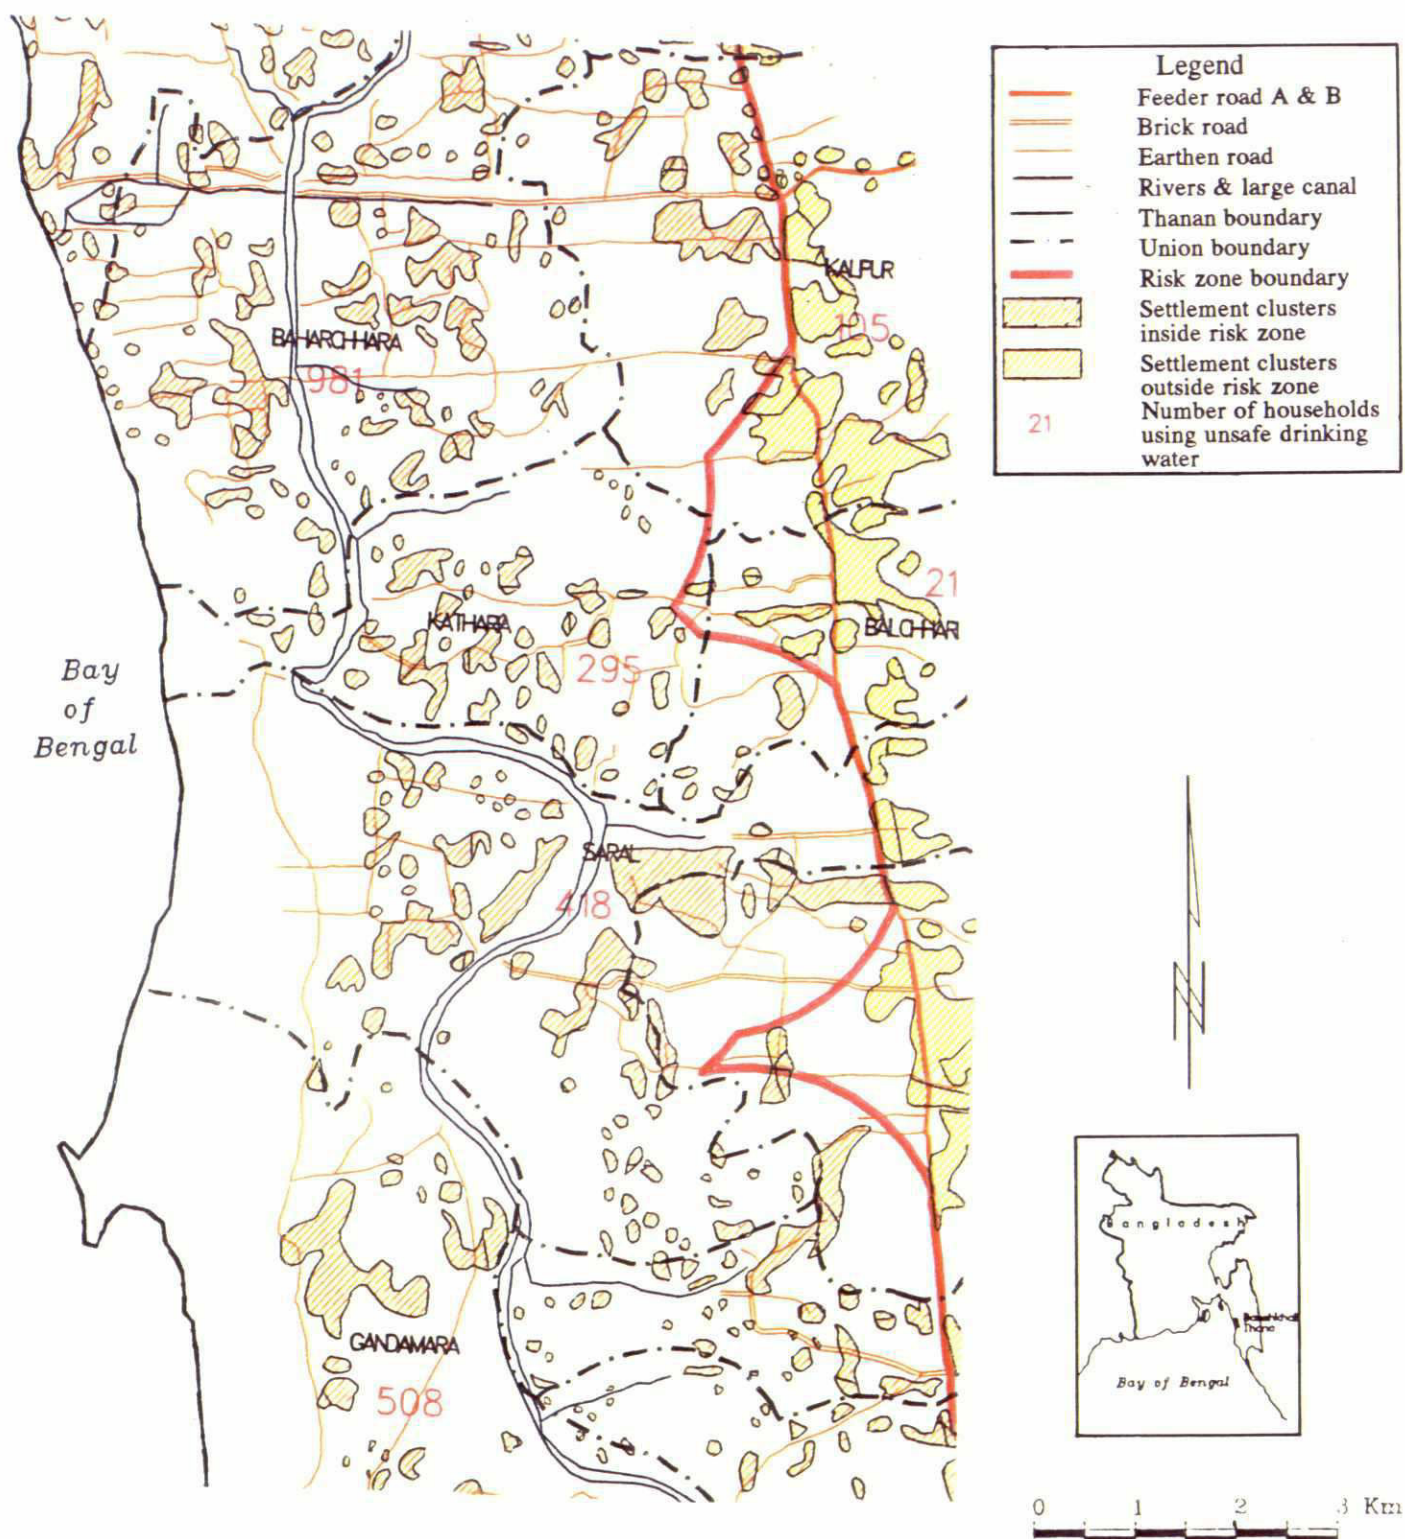 Legend
Feeder road A & B
Brick road
Earthen road
Rivers & large canal
Thanan boundary
Union boundary
Risk zone boundary
Settlement clusters
inside risk zone
Settlement clusters
outside risk zone
21
Number of households
using unsafe drinking
water
KALIPUR
105
BAHARCHHARA
981
21
KATHARIA
BALCHHARI
295
Bay
of
Bengal
SARAL
418
GANDAMARA
508
Bangladesh
Thana
Bay of Bengal
0 1 2 3 Km